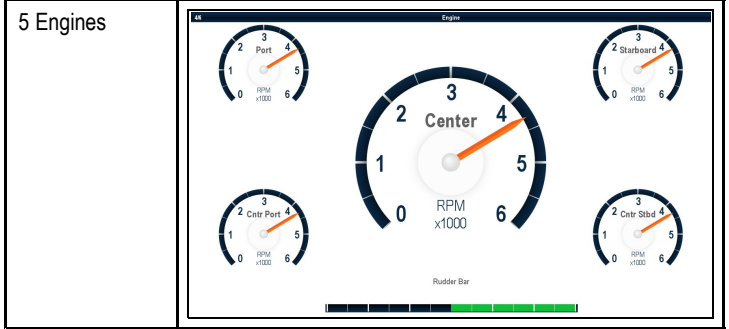 5 Engines
4N
Engine
Port
0 1 2 3 4 5 6
RPM
x1000
Starboard
0 1 2 3 4 5 6
RPM
x1000
Center
0 1 2 3 4 5 6
RPM
x1000
Cntr Port
0 1 2 3 4 5 6
RPM
x1000
Cntr Stbd
0 1 2 3 4 5 6
RPM
x1000
Rudder Bar